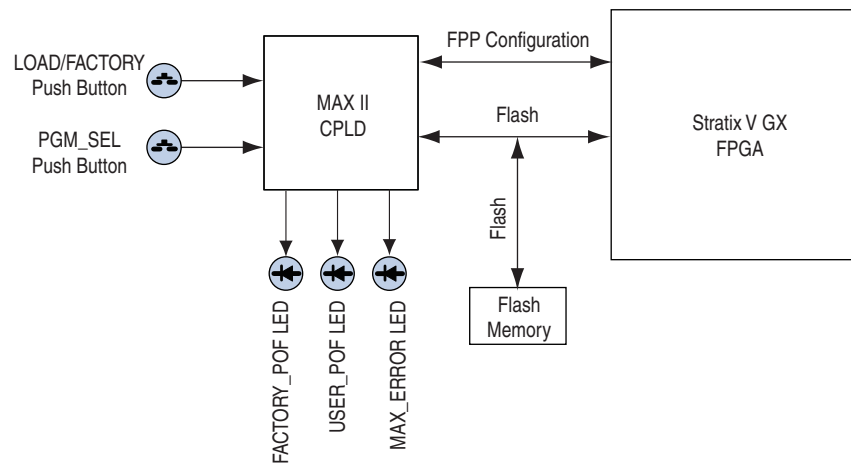 LOAD/FACTORY
Push Button
PGM_SEL
Push Button
MAX II
CPLD
FPP Configuration
Flash
Stratix V GX
FPGA
Flash
Flash
Memory
FACTORY_POF LED
USER_POF LED
MAX_ERROR LED